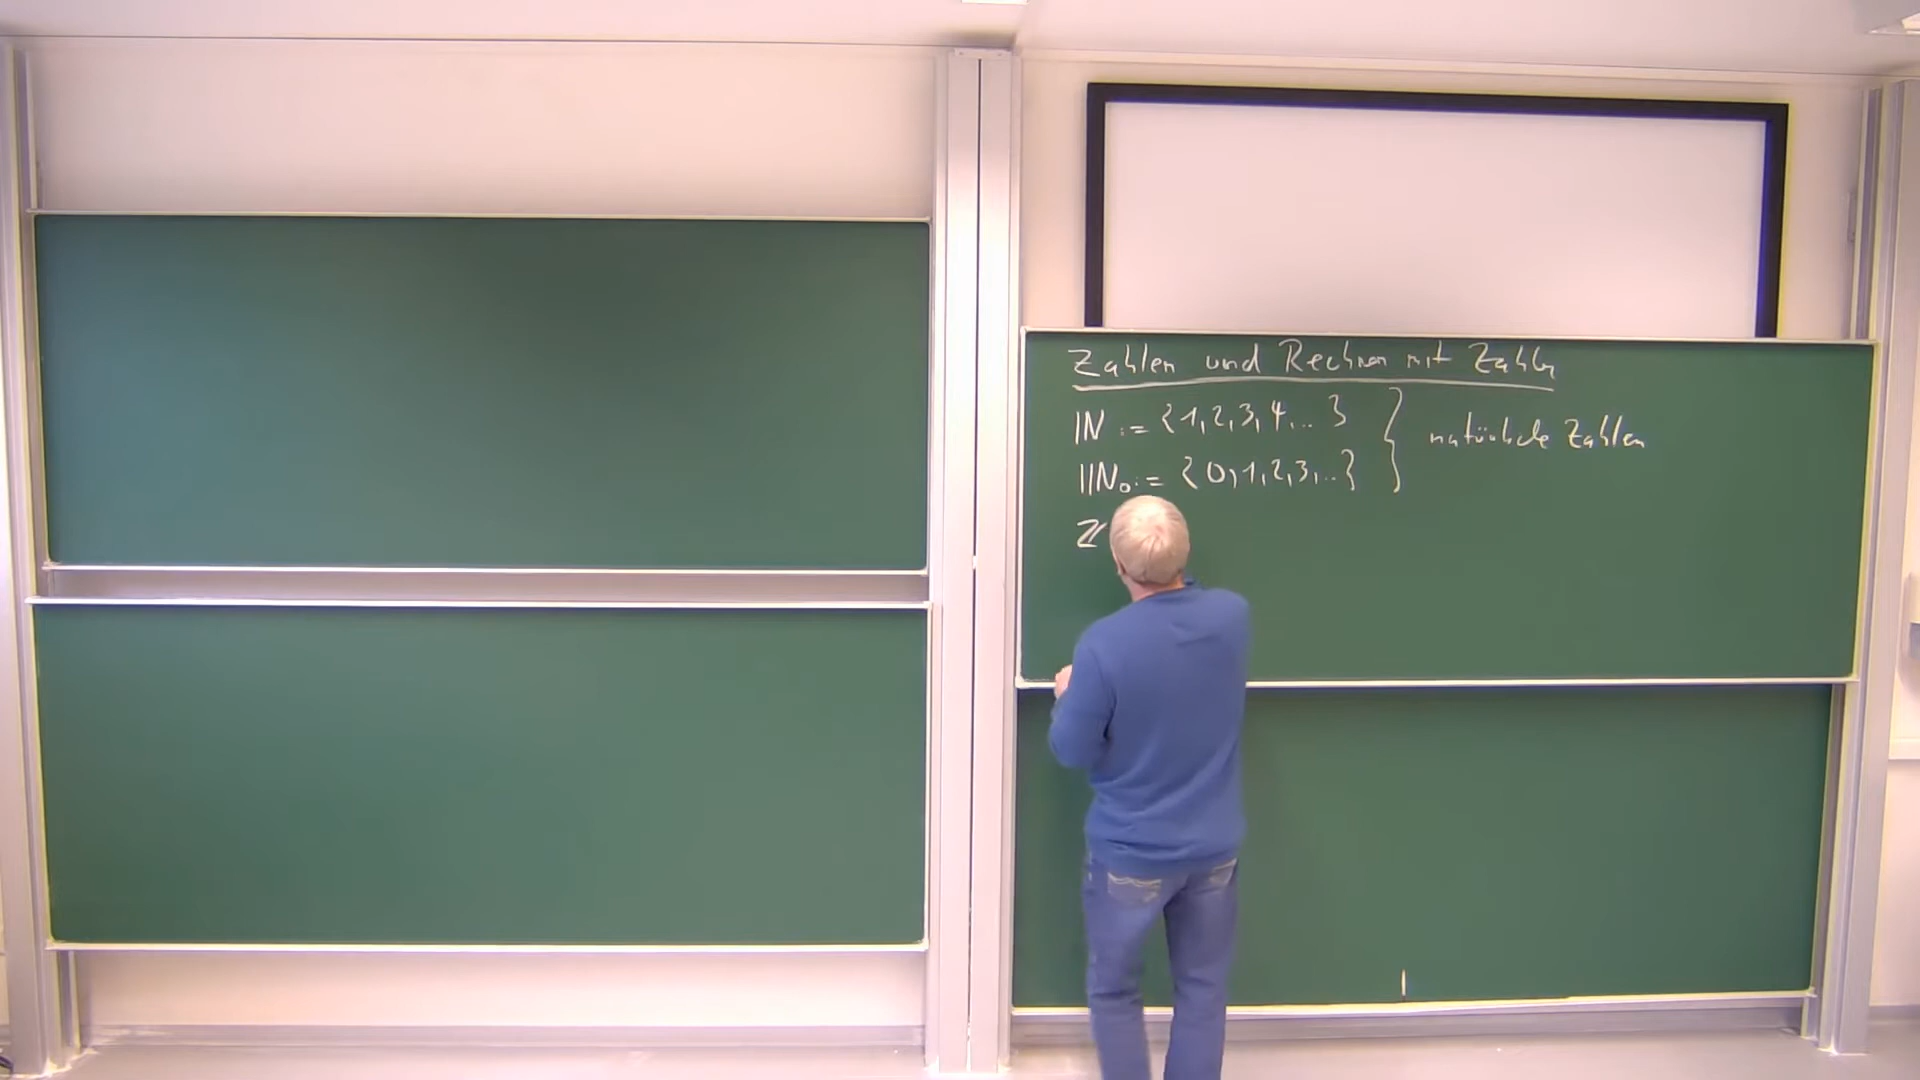 Zahlen und Rechnen mit Zahlen
ℕ := {1, 2, 3, 4, ... }
ℕ₀ := {0, 1, 2, 3, ...} } natürliche Zahlen
ℤ